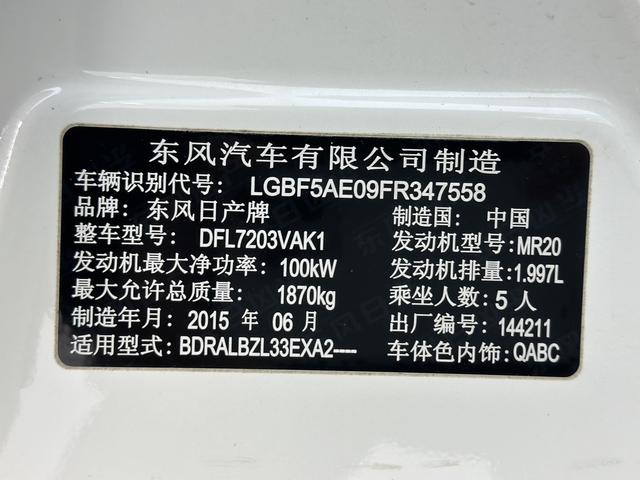 东风汽车有限公司制造
车辆识别代号: LGBF5AE09FR347558
品牌: 东风日产牌 制造国: 中国
整车型号: DFL7203VAK1 发动机型号: MR20
发动机最大净功率: 100kW 发动机排量: 1.997L
最大允许总质量: 1870kg 乘坐人数: 5 人
制造年月: 2015 年 06 月 出厂编号: 144211
适用型式: BDRALBZL33EXA2---- 车体色内饰: QABC